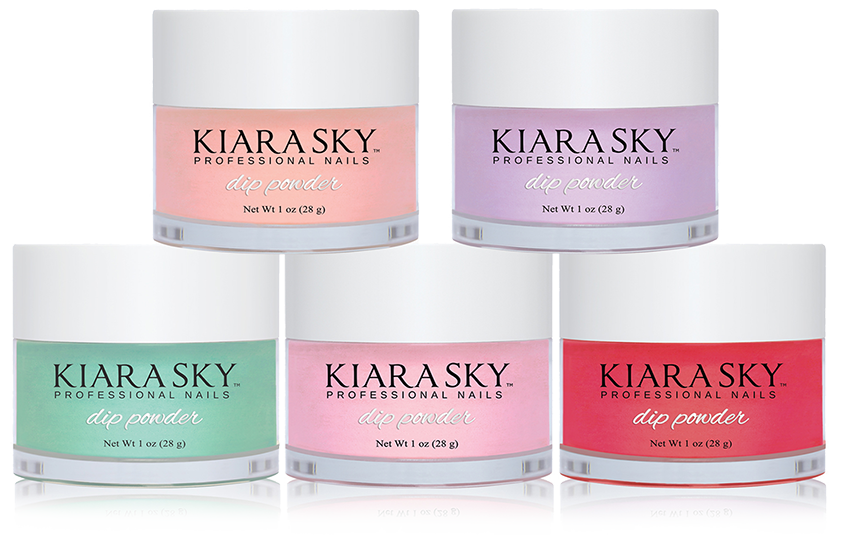 KIARA SKY™
PROFESSIONAL NAILS
dip powder
Net Wt 1 oz (28 g)
KIARA SKY™
PROFESSIONAL NAILS
dip powder
Net Wt 1 oz (28 g)
KIARA SKY™
PROFESSIONAL NAILS
dip powder
Net Wt 1 oz (28 g)
KIARA SKY™
PROFESSIONAL NAILS
dip powder
Net Wt 1 oz (28 g)
KIARA SKY™
PROFESSIONAL NAILS
dip powder
Net Wt 1 oz (28 g)